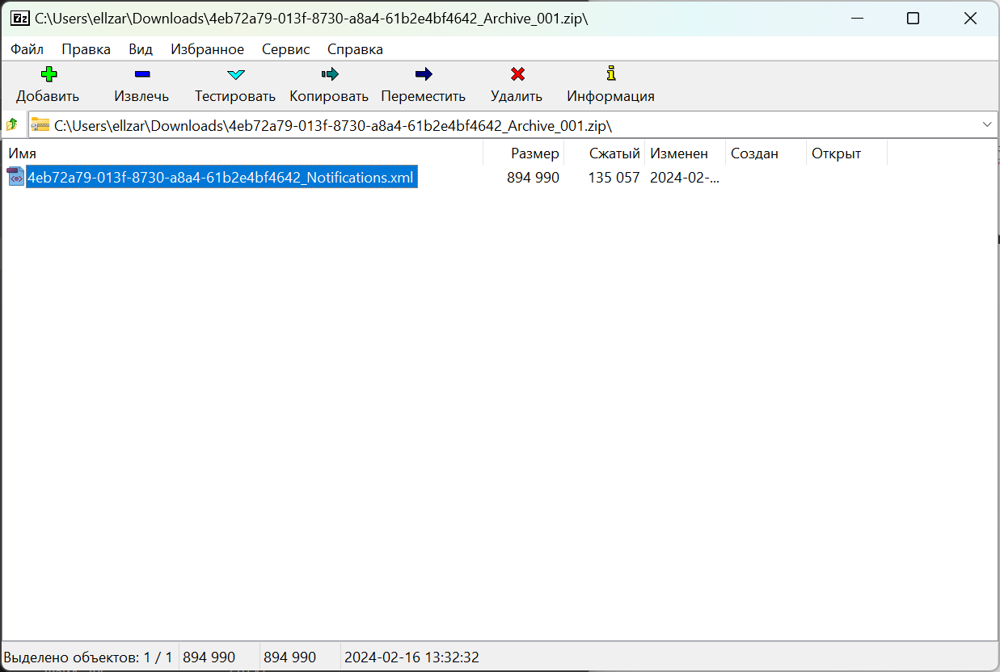 7z C:\Users\ellzar\Downloads\4eb72a79-013f-8730-a8a4-61b2e4bf4642_Archive_001.zip\
Файл Правка Вид Избранное Сервис Справка
Добавить Извлечь Тестировать Копировать Переместить Удалить Информация
C:\Users\ellzar\Downloads\4eb72a79-013f-8730-a8a4-61b2e4bf4642_Archive_001.zip\
Имя Размер Сжатый Изменен Создан Открыт
4eb72a79-013f-8730-a8a4-61b2e4bf4642_Notifications.xml 894 990 135 057 2024-02-...
Выделено объектов: 1 / 1 894 990 894 990 2024-02-16 13:32:32